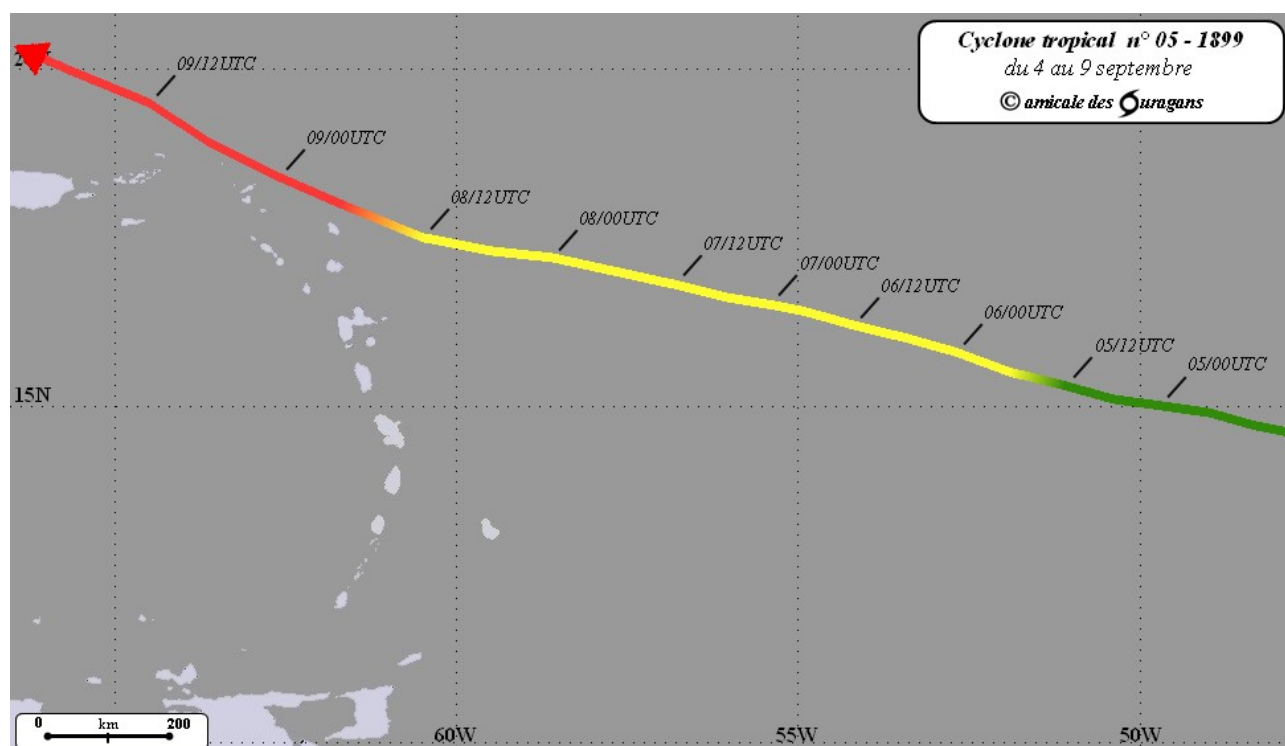 Cyclone tropical n° 05 - 1899
du 4 au 9 septembre
© amicale des Ouragans
09/12UTC
09/00UTC
08/12UTC
08/00UTC
07/12UTC
07/00UTC
06/12UTC
06/00UTC
05/12UTC
05/00UTC
15N
0 km 200
60W
55W
50W